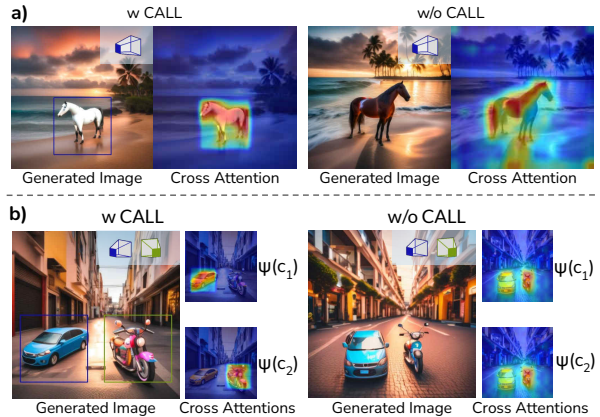 a)
w CALL
w/o CALL
Generated Image
Cross Attention
Generated Image
Cross Attention
b)
w CALL
w/o CALL
ψ(c₁)
ψ(c₁)
ψ(c₂)
ψ(c₂)
Generated Image
Cross Attentions
Generated Image
Cross Attentions